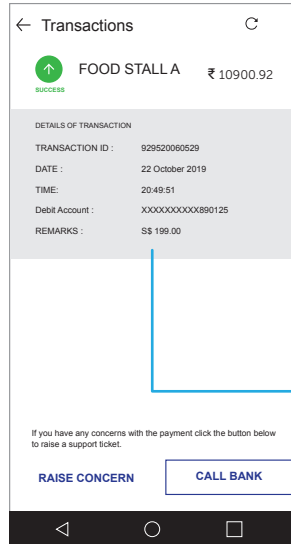 ← Transactions
FOOD STALL A ₹ 10900.92
SUCCESS
DETAILS OF TRANSACTION
TRANSACTION ID : 929520060529
DATE : 22 October 2019
TIME: 20:49:51
Debit Account : XXXXXXXXXX890125
REMARKS : S$ 199.00
If you have any concerns with the payment click the button below
to raise a support ticket.
RAISE CONCERN CALL BANK